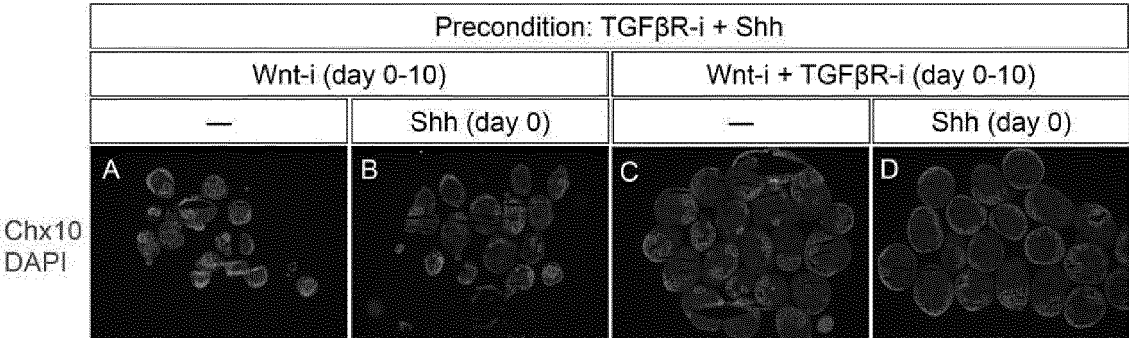 Precondition: TGFβR-i + Shh
Wnt-i (day 0-10) Wnt-i + TGFβR-i (day 0-10)
— Shh (day 0) — Shh (day 0)
A B C D
Chx10
DAPI